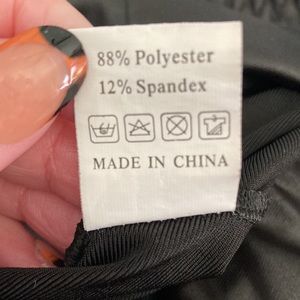 88% Polyester
12% Spandex
MADE IN CHINA